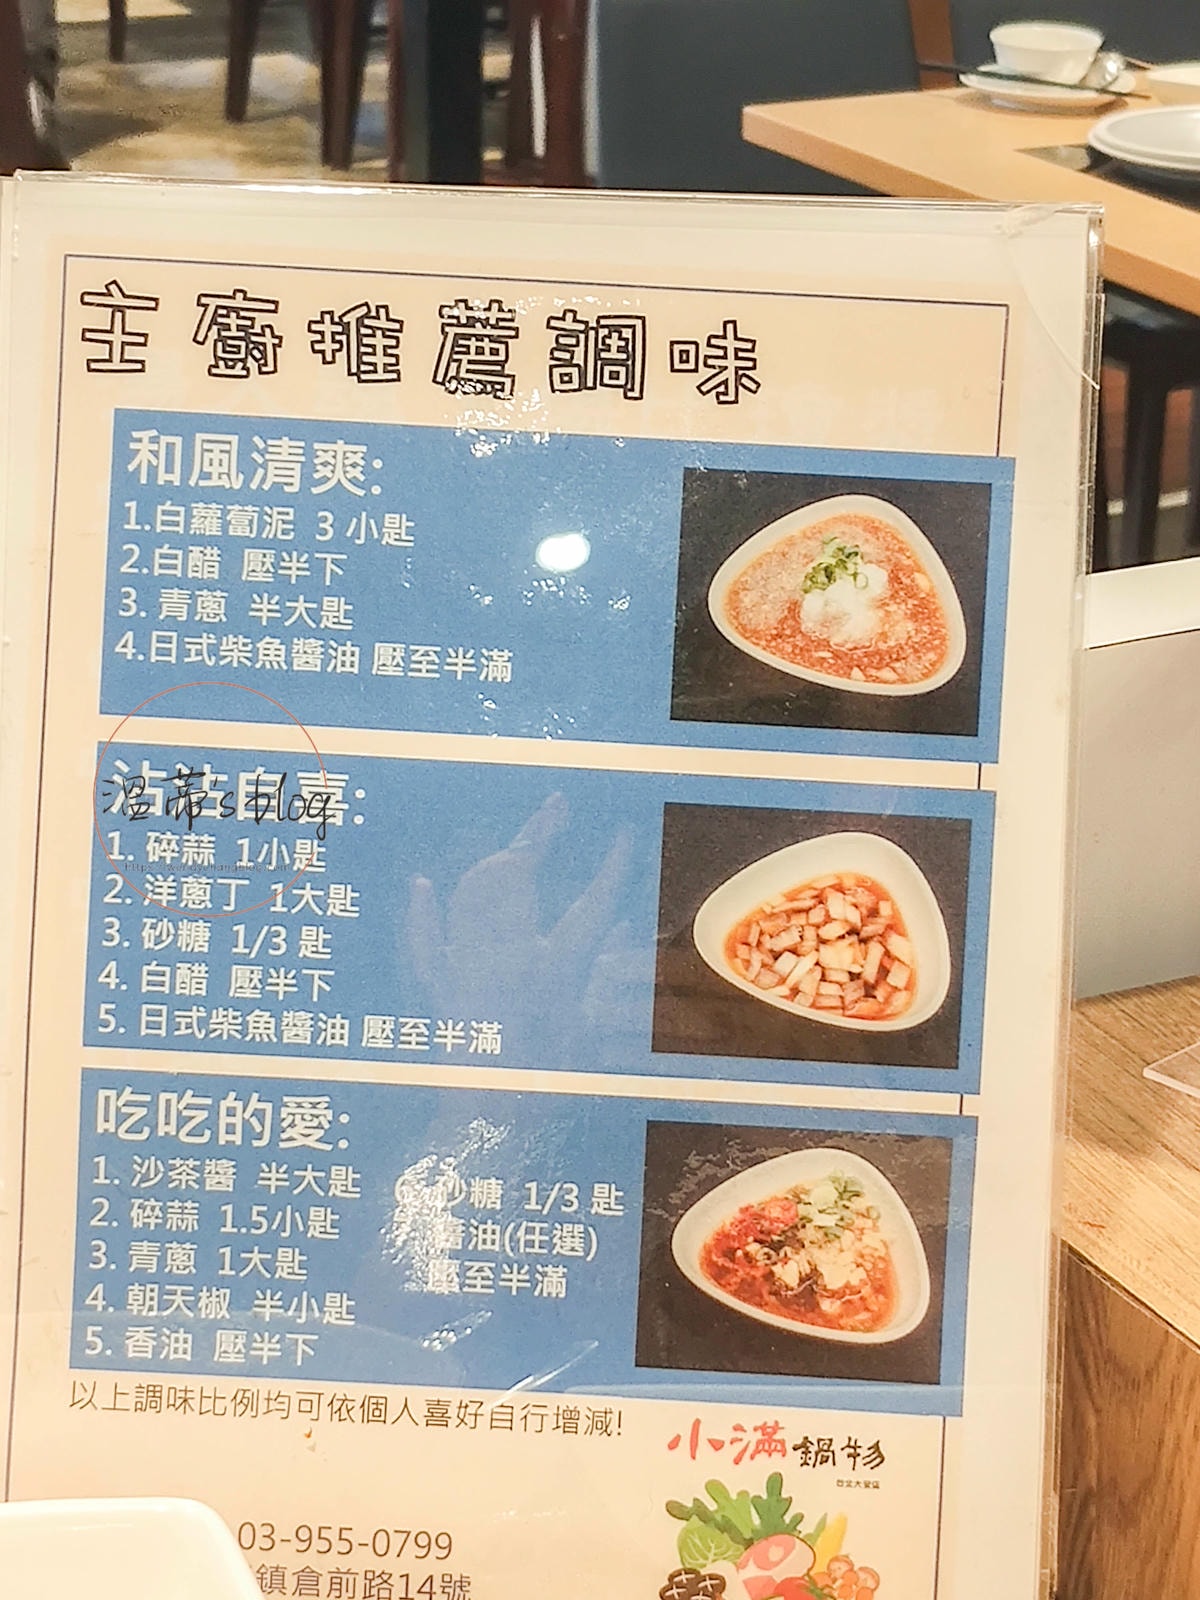 主廚推薦調味
和風清爽:
1.白蘿蔔泥 3 小匙
2.白醋 壓半下
3. 青蔥 半大匙
4.日式柴魚醬油 壓至半滿
沾沾自喜:
溫蒂's blog
1. 碎蒜 1小匙
2. 洋蔥丁 1大匙
3. 砂糖 1/3 匙
4. 白醋 壓半下
5. 日式柴魚醬油 壓至半滿
吃吃的愛:
1. 沙茶醬 半大匙
2. 碎蒜 1.5小匙
3. 青蔥 1大匙
4. 朝天椒 半小匙
5. 香油 壓半下
6. 砂糖 1/3 匙
醬油(任選)
壓至半滿
以上調味比例均可依個人喜好自行增減!
小滿鍋物
03-955-0799
鎮倉前路14號